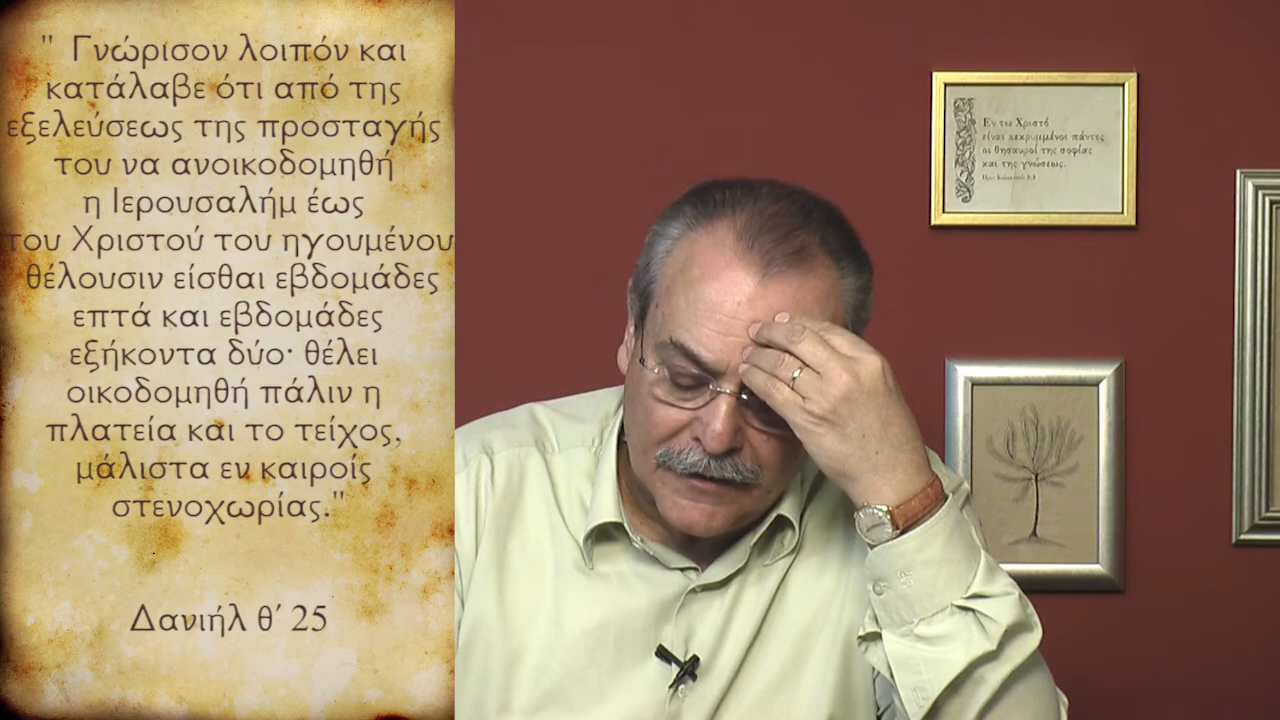 " Γνώρισον λοιπόν και
κατάλαβε ότι από της
εξελεύσεως της προσταγής
του να ανοικοδομηθή
η Ιερουσαλήμ έως
του Χριστού του ηγουμένου
θέλουσιν είσθαι εβδομάδες
επτά και εβδομάδες
εξήκοντα δύο· θέλει
οικοδομηθή πάλιν η
πλατεία και το τείχος,
μάλιστα εν καιροίς
στενοχωρίας."
Δανιήλ θ΄ 25
Εν τω Χριστό
είναι κεκρυμμένοι πάντες
οι θησαυροί της σοφίας
και της γνώσεως.